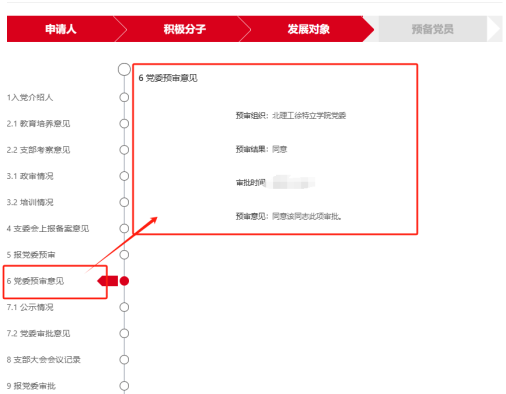 申请人
积极分子
发展对象
预备党员
6 党委预审意见
预审组织：北理工徐特立学院党委
预审结果：同意
审批时间
预审意见：同意该同志此项审批。
1入党介绍人
2.1 教育培养意见
2.2 支部考察意见
3.1 政审情况
3.2 培训情况
4 支委会上报备案意见
5 报党委预审
6 党委预审意见
7.1 公示情况
7.2 党委审批意见
8 支部大会会议记录
9 报党委审批